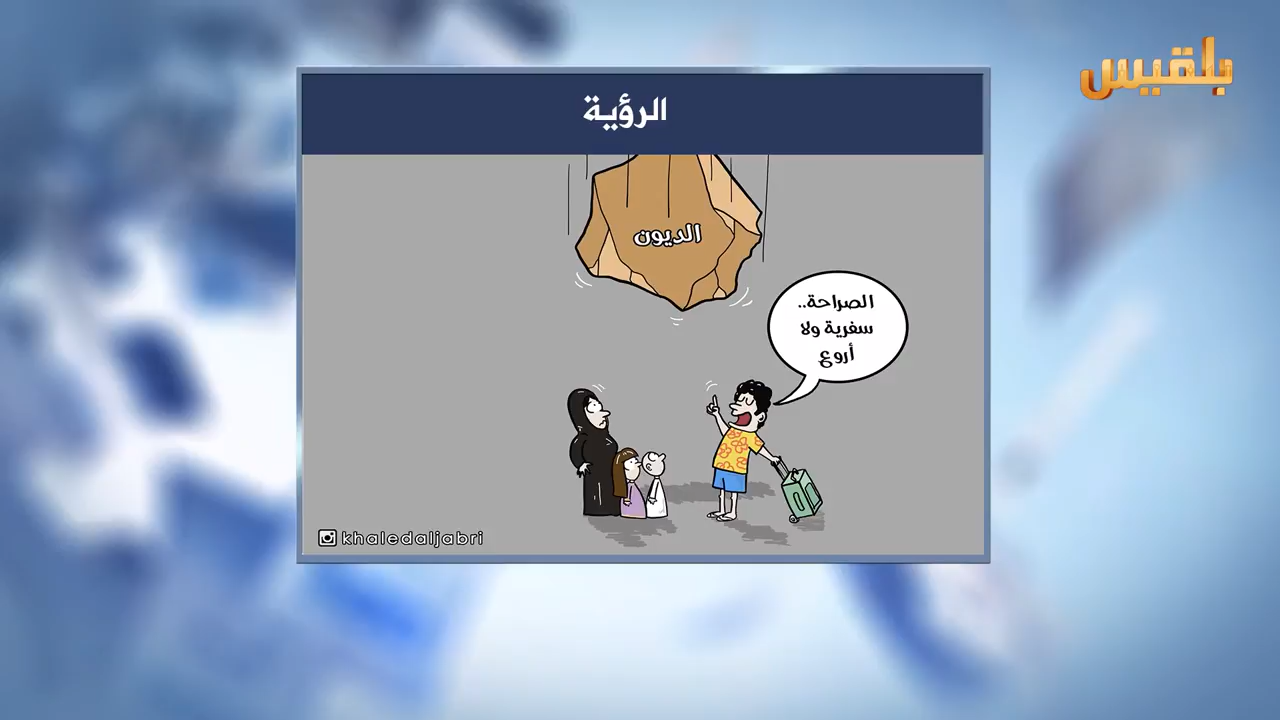 بلقيس
الرؤية
الديون
الصراحة..
سفرية ولا
أروع
khaledaljabri